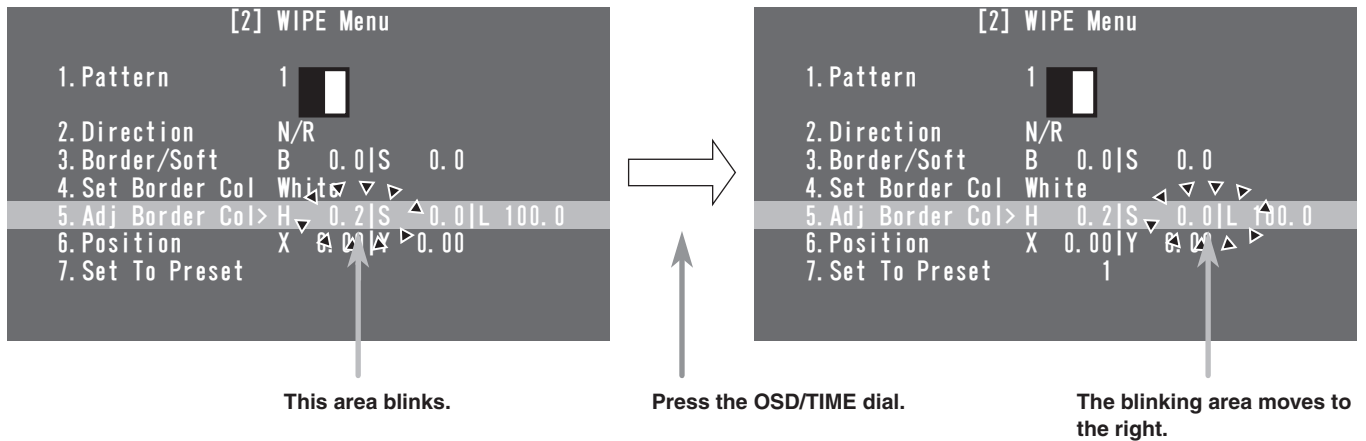 [2] WIPE Menu
1. Pattern 1
2. Direction N/R
3. Border/Soft B 0.0|S 0.0
4. Set Border Col White
5. Adj Border Col> H 0.2|S 0.0|L 100.0
6. Position X 0.00|Y 0.00
7. Set To Preset
This area blinks.
Press the OSD/TIME dial.
[2] WIPE Menu
1. Pattern 1
2. Direction N/R
3. Border/Soft B 0.0|S 0.0
4. Set Border Col White
5. Adj Border Col> H 0.2|S 0.0|L 100.0
6. Position X 0.00|Y 0.00
7. Set To Preset 1
The blinking area moves to
the right.